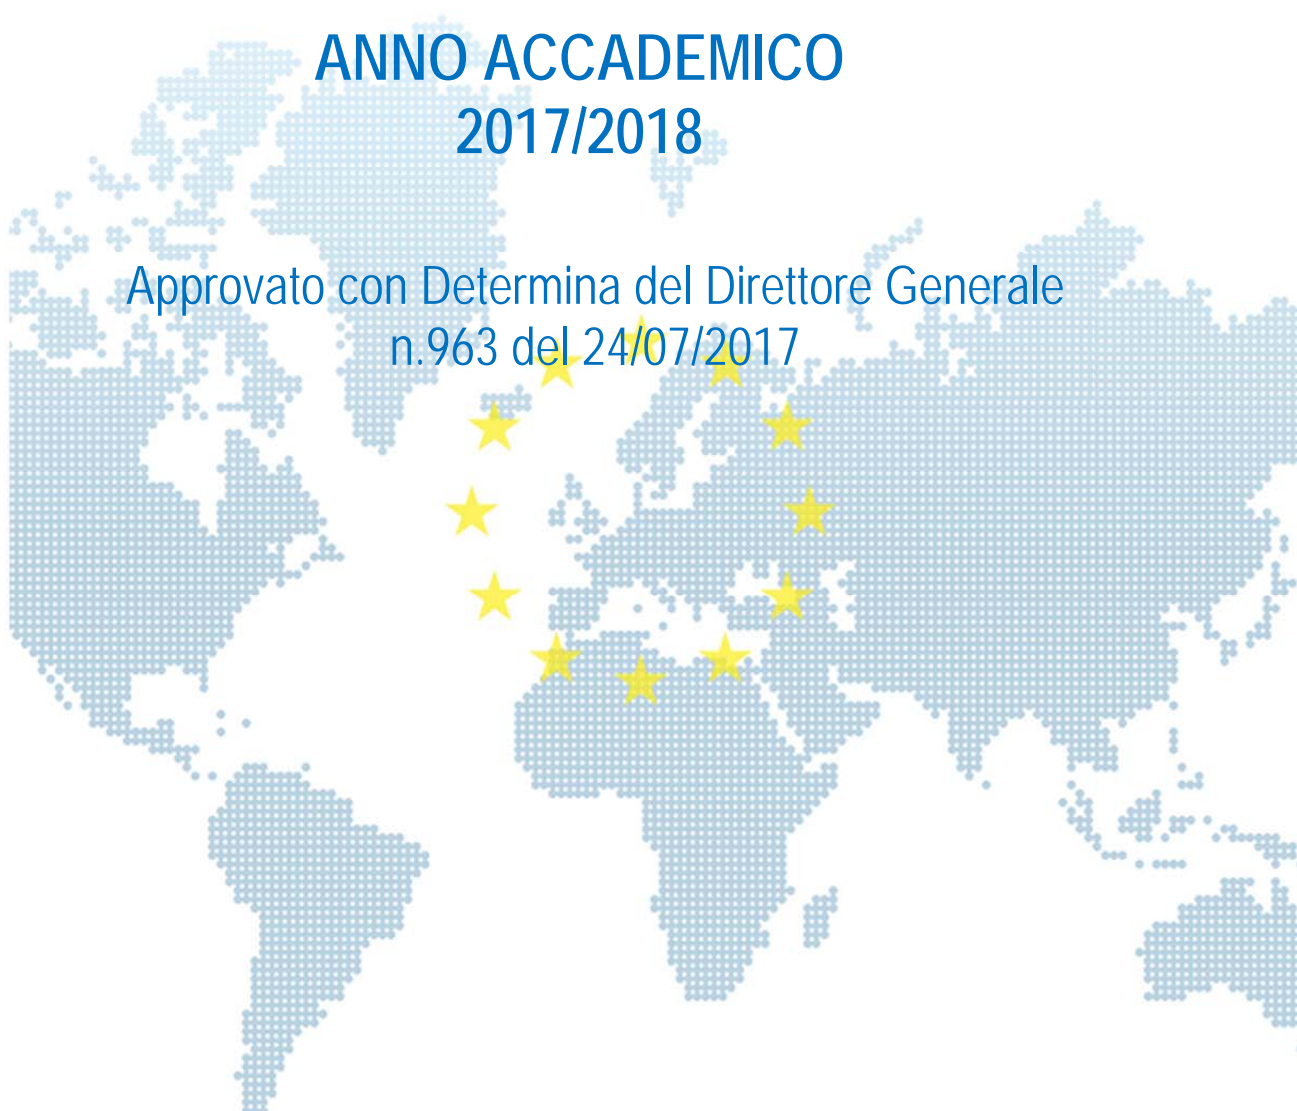 ANNO ACCADEMICO
2017/2018
Approvato con Determina del Direttore Generale
n.963 del 24/07/2017